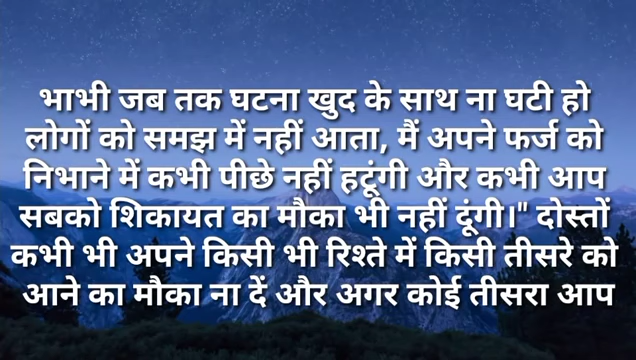 भाभी जब तक घटना खुद के साथ ना घटी हो
लोगों को समझ में नहीं आता, मैं अपने फर्ज को
निभाने में कभी पीछे नहीं हटूंगी और कभी आप
सबको शिकायत का मौका भी नहीं दूंगी।" दोस्तों
कभी भी अपने किसी भी रिश्ते में किसी तीसरे को
आने का मौका ना दें और अगर कोई तीसरा आप